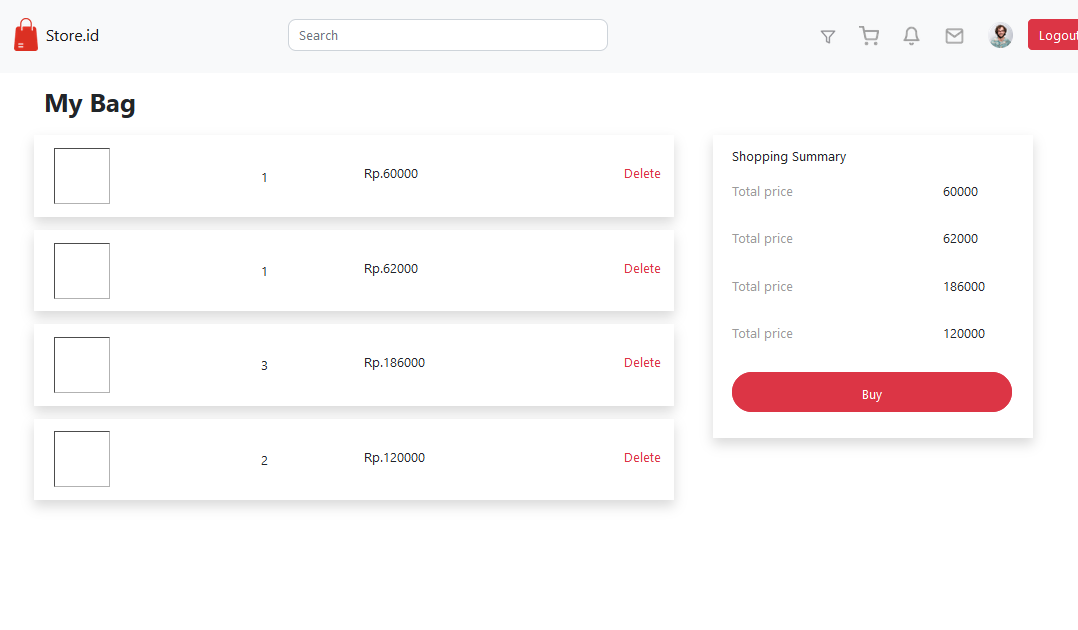 Store.id
Search
Logout
My Bag
1 Rp.60000 Delete
1 Rp.62000 Delete
3 Rp.186000 Delete
2 Rp.120000 Delete
Shopping Summary
Total price 60000
Total price 62000
Total price 186000
Total price 120000
Buy